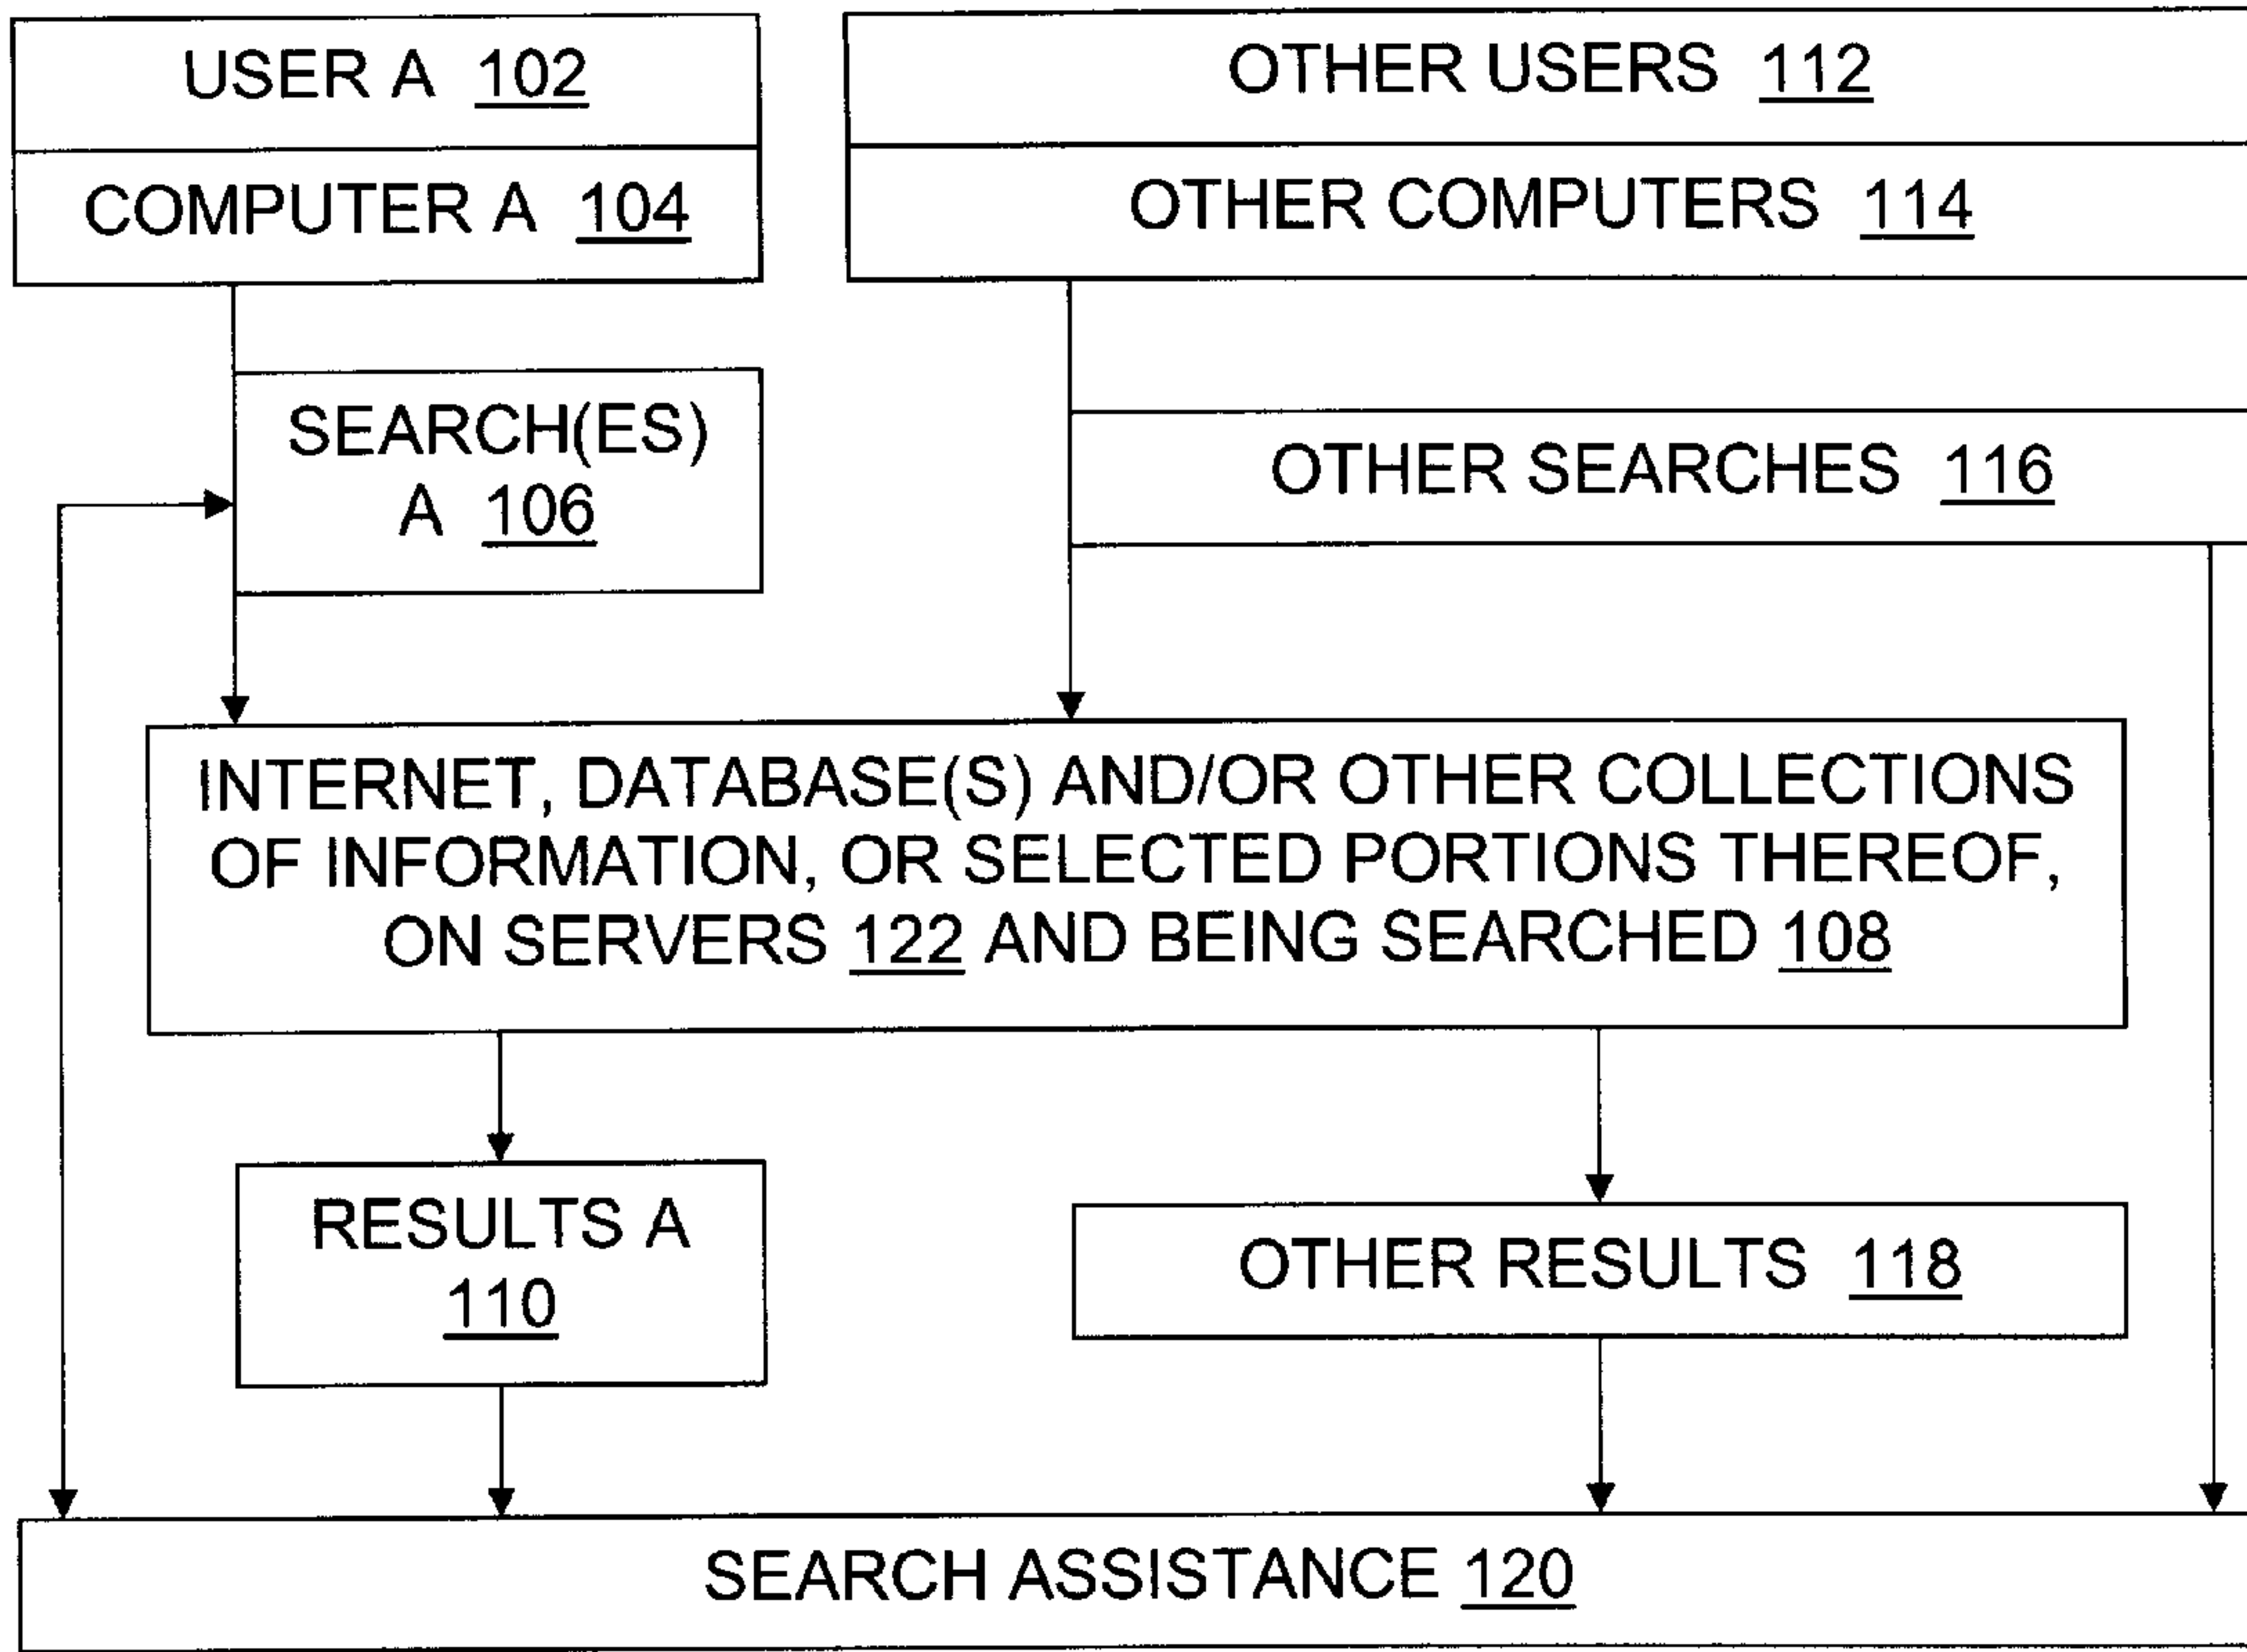 USER A 102
COMPUTER A 104
OTHER USERS 112
OTHER COMPUTERS 114
SEARCH(ES)
A 106
OTHER SEARCHES 116
INTERNET, DATABASE(S) AND/OR OTHER COLLECTIONS
OF INFORMATION, OR SELECTED PORTIONS THEREOF,
ON SERVERS 122 AND BEING SEARCHED 108
RESULTS A
110
OTHER RESULTS 118
SEARCH ASSISTANCE 120